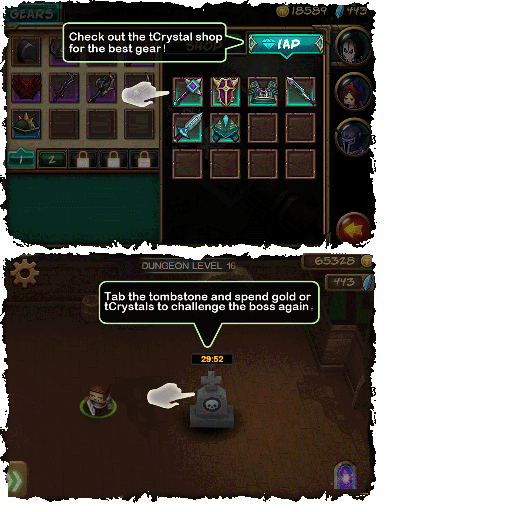 GEARS
18589
443
Check out the tCrystal shop
for the best gear!
SHOP
IAP
1
2
DUNGEON LEVEL 16
65328
443
Tab the tombstone and spend gold or
tCrystals to challenge the boss again.
29:52